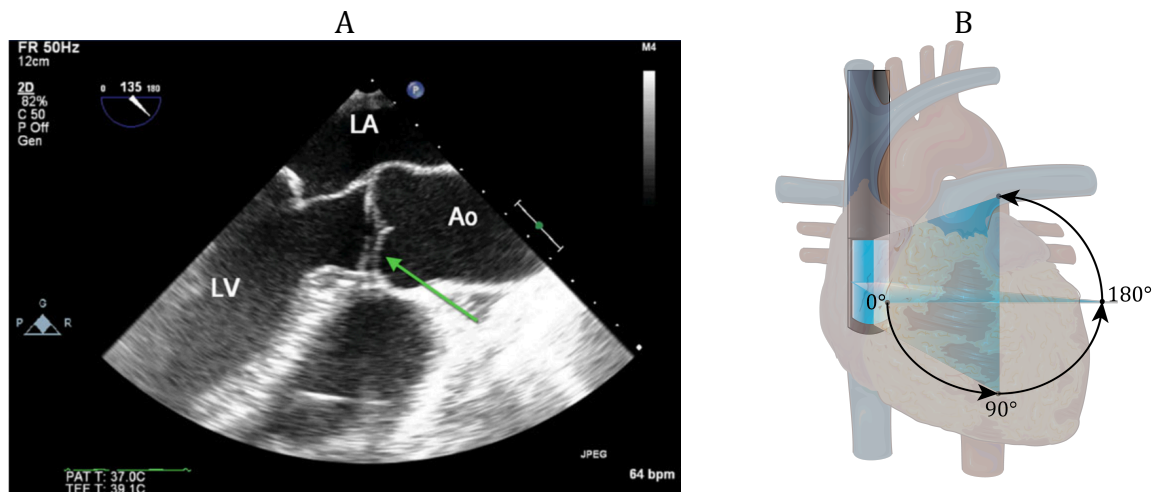 A
B
FR 50Hz
12cm
M4
2D
82%
C 50
P Off
Gen
0 135 180
P
LA
Ao
LV
G
P R
JPEG
PAT T: 37.0C
TEE T: 39.1C
64 bpm
0°
180°
90°